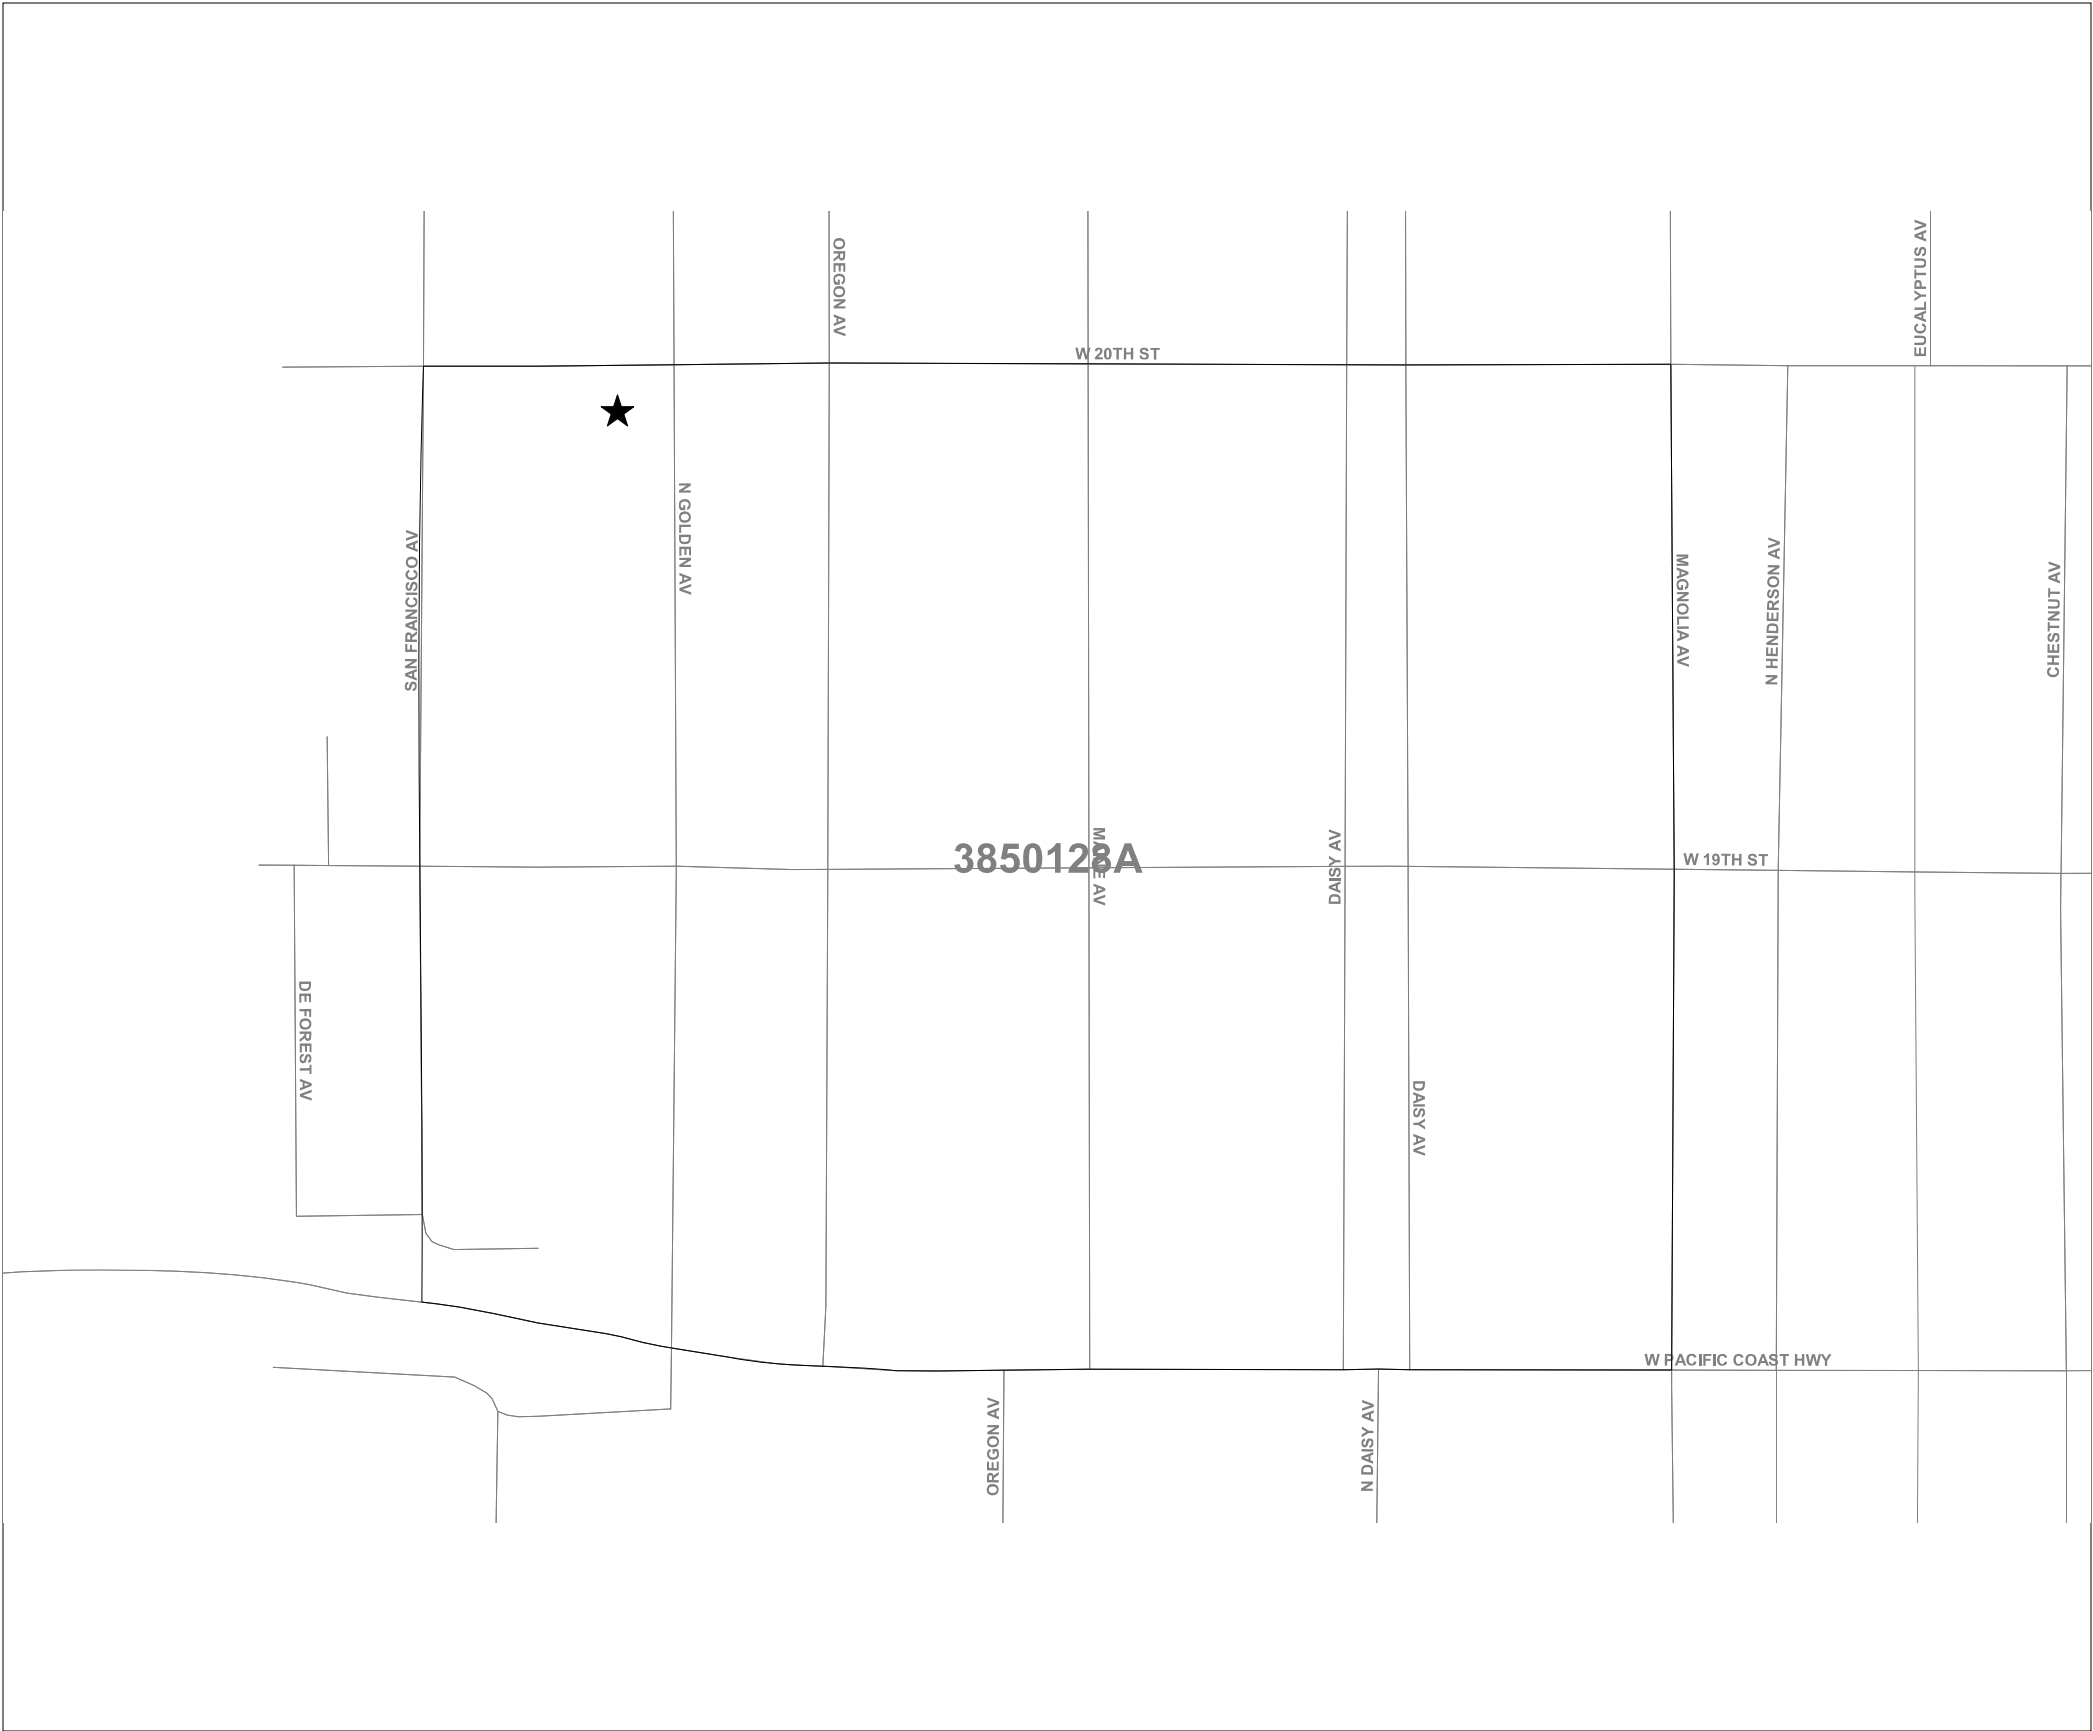 EUCALYPTUS AV
OREGON AV
W 20TH ST
N GOLDEN AV
SAN FRANCISCO AV
MAGNOLIA AV
N HENDERSON AV
CHESTNUT AV
3850128A
DAISY AV
W 19TH ST
DE FOREST AV
DAISY AV
W PACIFIC COAST HWY
OREGON AV
N DAISY AV